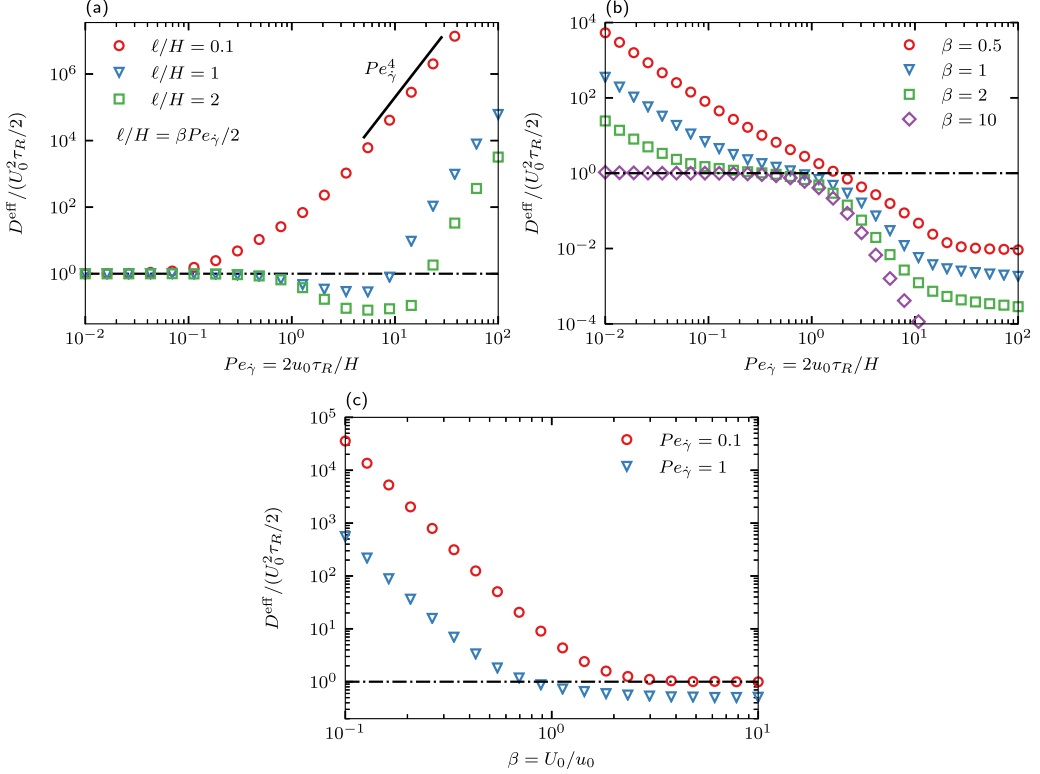 (a)
D^eff/(U_0^2 τ_R/2)
10^6
10^4
10^2
10^0
ℓ/H = 0.1
ℓ/H = 1
ℓ/H = 2
ℓ/H = βPe_γ̇/2
Pe_γ̇^4
10^−2 10^−1 10^0 10^1 10^2
Pe_γ̇ = 2u_0τ_R/H
(b)
D^eff/(U_0^2 τ_R/2)
10^4
10^2
10^0
10^−2
10^−4
β = 0.5
β = 1
β = 2
β = 10
10^−2 10^−1 10^0 10^1 10^2
Pe_γ̇ = 2u_0τ_R/H
(c)
D^eff/(U_0^2 τ_R/2)
10^5
10^4
10^3
10^2
10^1
10^0
Pe_γ̇ = 0.1
Pe_γ̇ = 1
10^−1 10^0 10^1
β = U_0/u_0